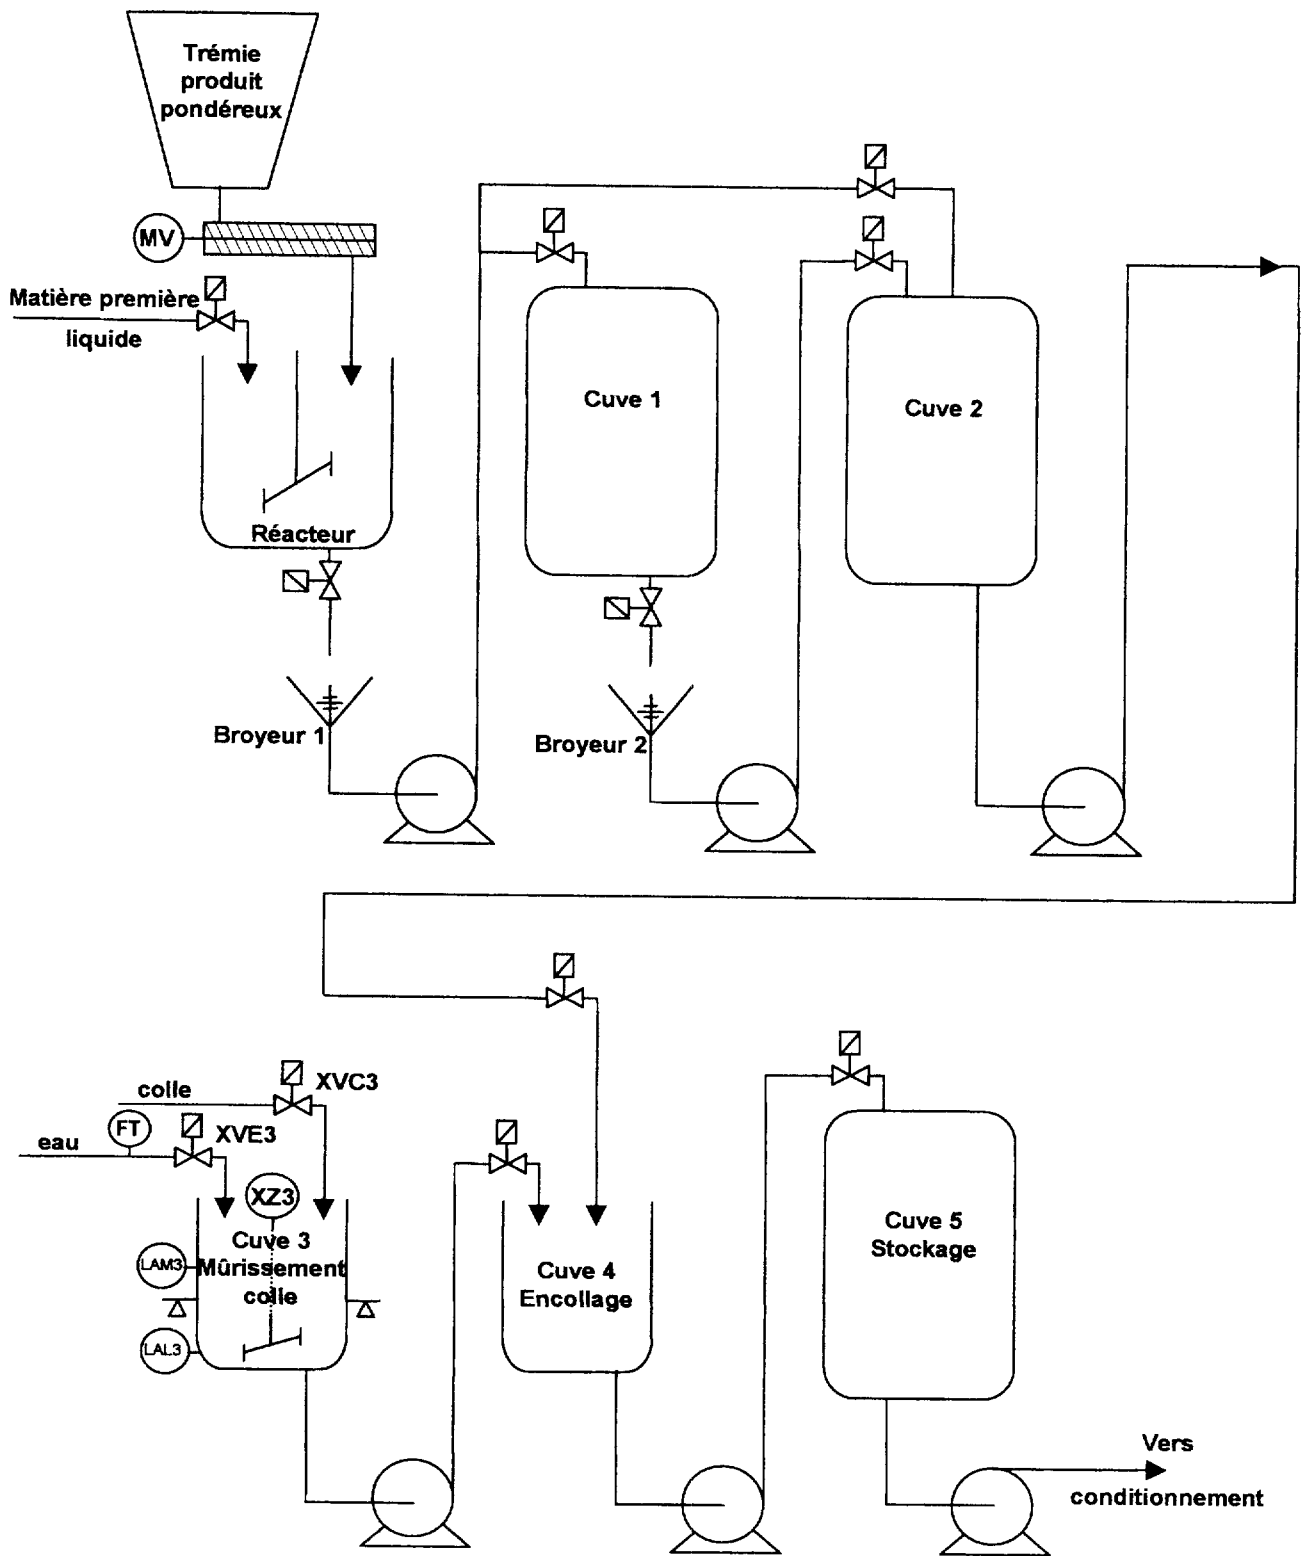 Trémie
produit
pondéreux
MV
Matière première
liquide
Cuve 1
Cuve 2
Réacteur
Broyeur 1
Broyeur 2
colle
XVC3
FT
eau
XVE3
XZ3
Cuve 3
Mûrissement
colle
LAM3
LAL3
Cuve 4
Encollage
Cuve 5
Stockage
Vers
conditionnement